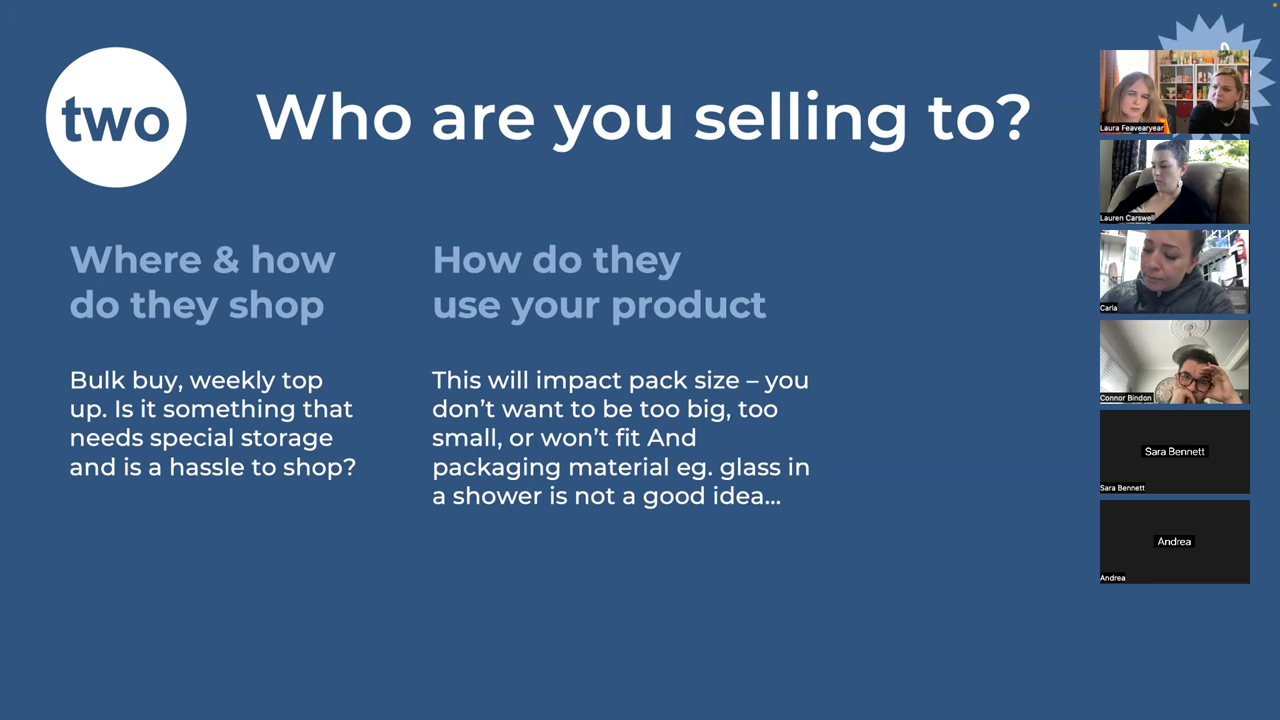 two
Who are you selling to?
Where & how
do they shop
Bulk buy, weekly top
up. Is it something that
needs special storage
and is a hassle to shop?
How do they
use your product
This will impact pack size – you
don’t want to be too big, too
small, or won’t fit And
packaging material eg. glass in
a shower is not a good idea...
Laura Feavearyear
Lauren Carswell
Carla
Connor Bindon
Sara Bennett
Sara Bennett
Andrea
Andrea